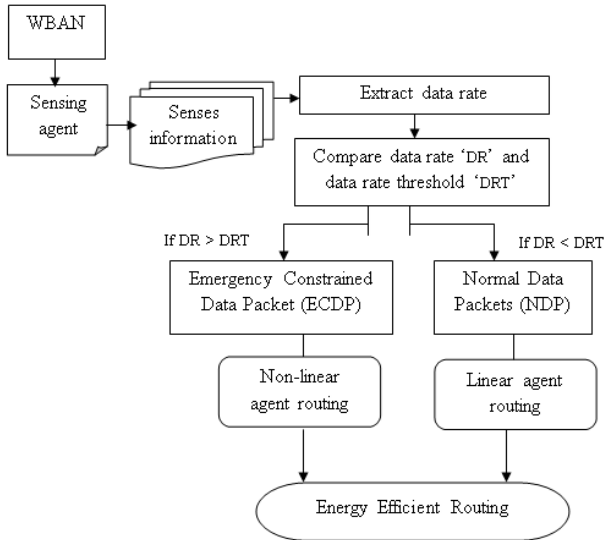 WBAN
Sensing
agent
Senses
information
Extract data rate
Compare data rate ‘DR’ and
data rate threshold ‘DRT’
If DR > DRT
If DR < DRT
Emergency Constrained
Data Packet (ECDP)
Normal Data
Packets (NDP)
Non-linear
agent routing
Linear agent
routing
Energy Efficient Routing